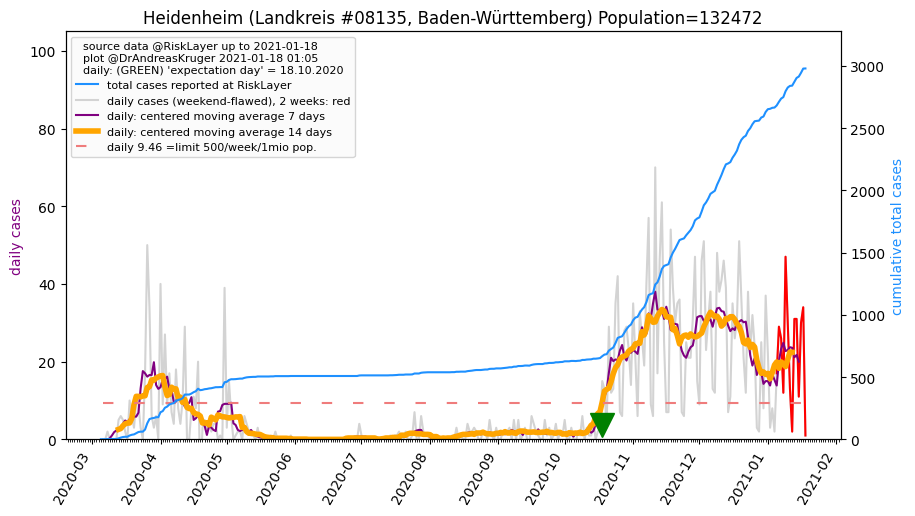 Heidenheim (Landkreis #08135, Baden-Württemberg) Population=132472
source data @RiskLayer up to 2021-01-18
plot @DrAndreasKruger 2021-01-18 01:05
daily: (GREEN) 'expectation day' = 18.10.2020
total cases reported at RiskLayer
daily cases (weekend-flawed), 2 weeks: red
daily: centered moving average 7 days
daily: centered moving average 14 days
daily 9.46 =limit 500/week/1mio pop.
daily cases
100
80
60
40
20
0
cumulative total cases
3000
2500
2000
1500
1000
500
0
2020-03
2020-04
2020-05
2020-06
2020-07
2020-08
2020-09
2020-10
2020-11
2020-12
2021-01
2021-02